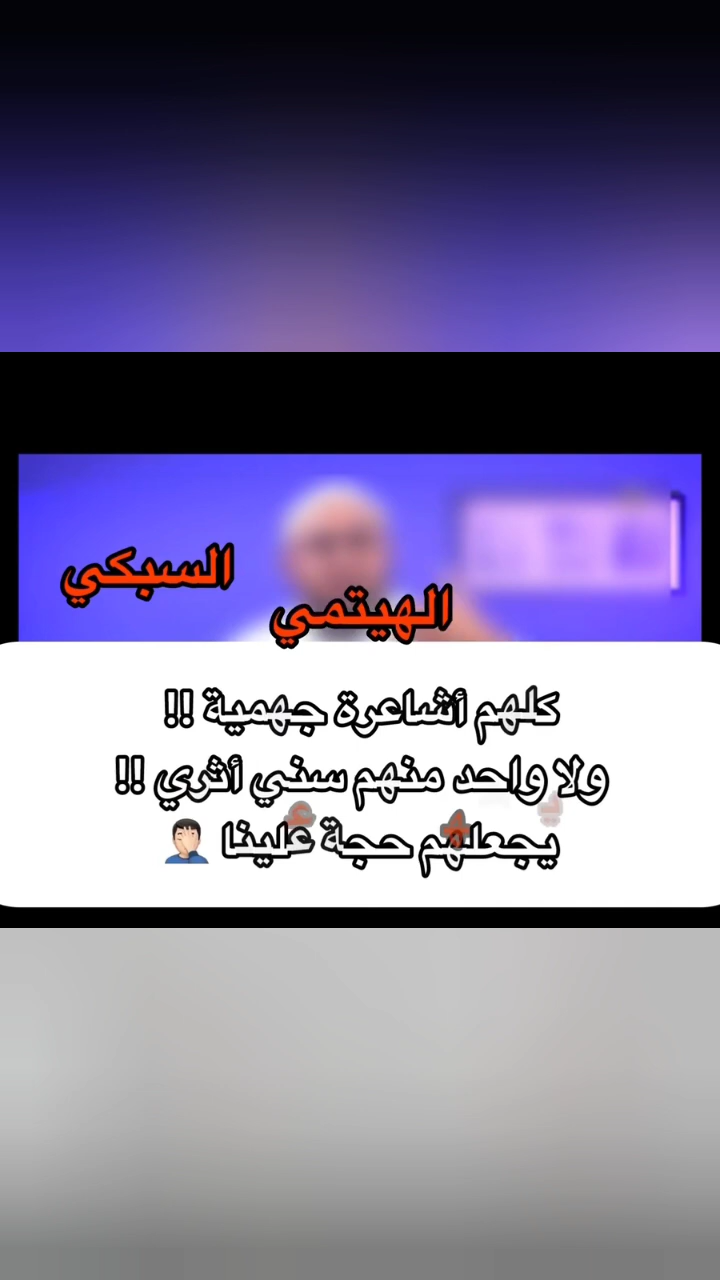 السبكي
الهيتمي
كلهم أشاعرة جهمية !!
ولا واحد منهم سني أثري !!
يجعلهم حجة علينا 🤦🏻‍♂️